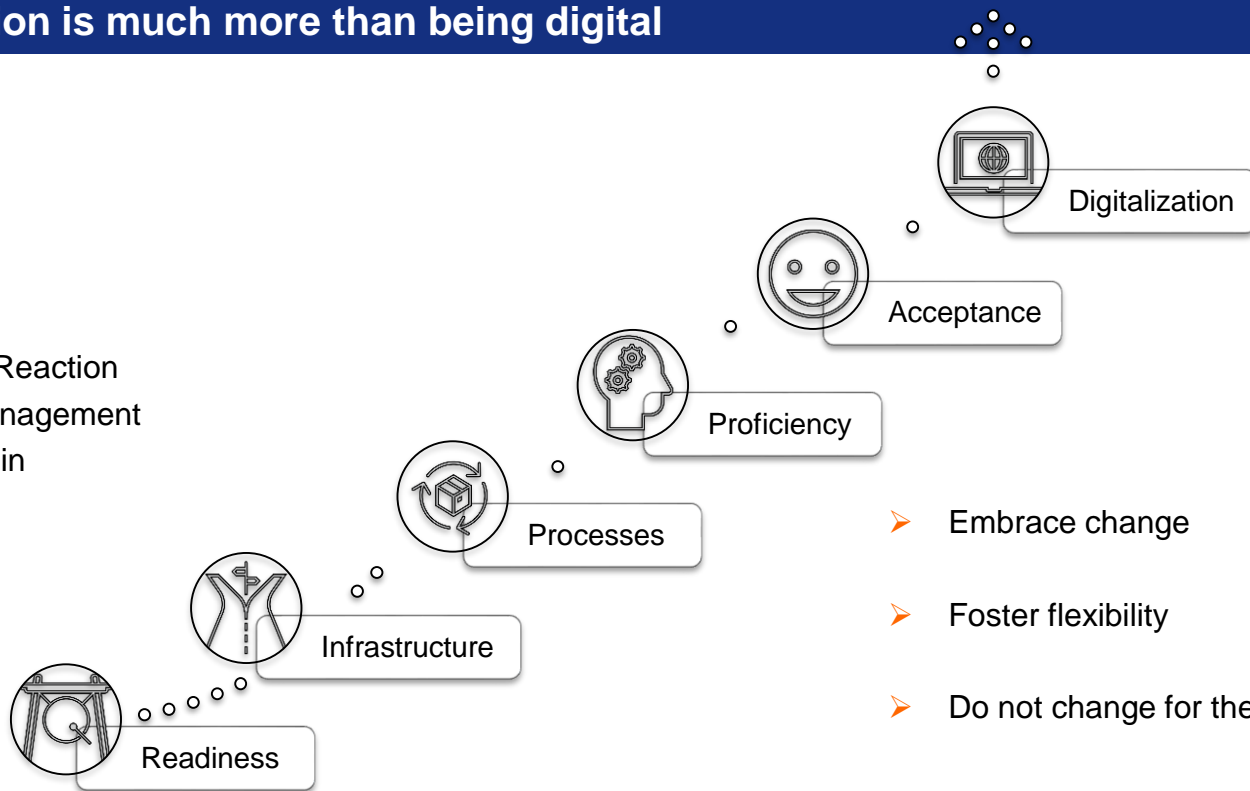 on is much more than being digital
Digitalization
Acceptance
Reaction
nagement
in
Proficiency
Embrace change
Processes
Foster flexibility
Infrastructure
Do not change for the
Readiness